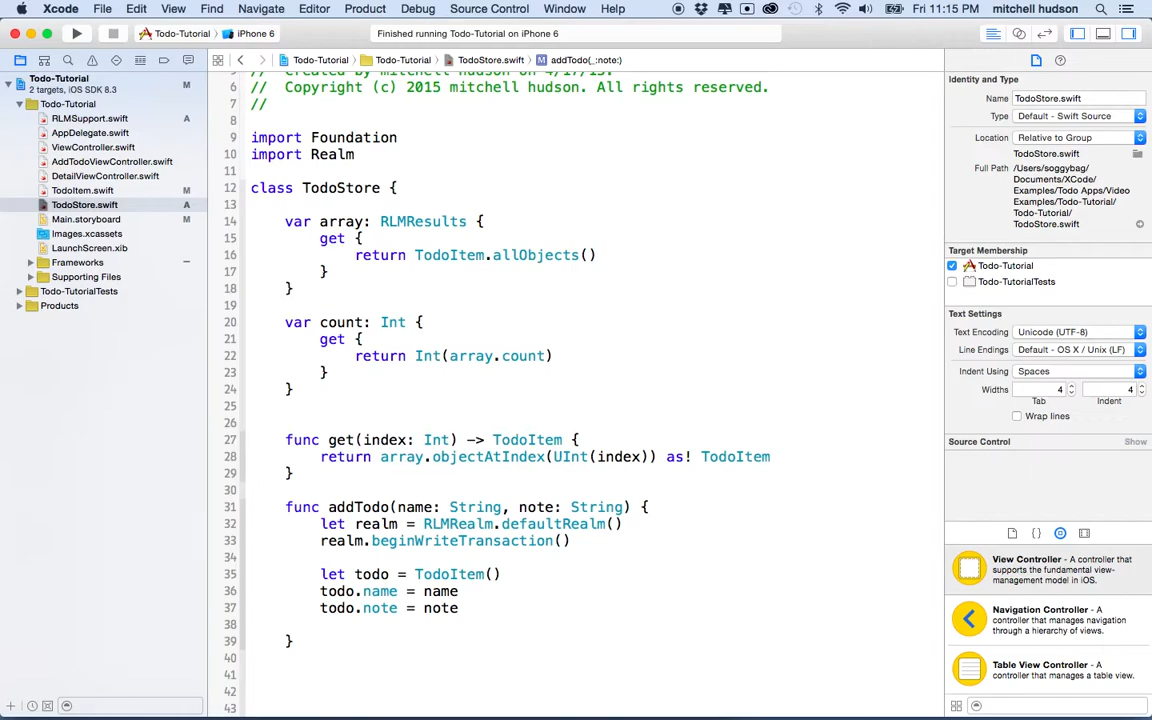 Xcode File Edit View Find Navigate Editor Product Debug Source Control Window Help Fri 11:15 PM mitchell hudson
Todo-Tutorial iPhone 6 Finished running Todo-Tutorial on iPhone 6
Todo-Tutorial Todo-Tutorial TodoStore.swift M addTodo(_:note:)
Todo-Tutorial
2 targets, iOS SDK 8.3
M
Todo-Tutorial
RLMSupport.swift A
AppDelegate.swift
ViewController.swift
AddTodoViewController.swift
DetailViewController.swift
TodoItem.swift M
TodoStore.swift A
Main.storyboard M
Images.xcassets
LaunchScreen.xib
Frameworks
Supporting Files
Todo-TutorialTests
Products
6 // Copyright (c) 2015 mitchell hudson. All rights reserved.
7 //
8
9 import Foundation
10 import Realm
11
12 class TodoStore {
13
14 var array: RLMResults {
15 get {
16 return TodoItem.allObjects()
17 }
18 }
19
20 var count: Int {
21 get {
22 return Int(array.count)
23 }
24 }
25
26
27 func get(index: Int) -> TodoItem {
28 return array.objectAtIndex(UInt(index)) as! TodoItem
29 }
30
31 func addTodo(name: String, note: String) {
32 let realm = RLMRealm.defaultRealm()
33 realm.beginWriteTransaction()
34
35 let todo = TodoItem()
36 todo.name = name
37 todo.note = note
38
39 }
40
41
42
43
Identity and Type
Name TodoStore.swift
Type Default - Swift Source
Location Relative to Group
TodoStore.swift
Full Path /Users/soggybag/
Documents/XCode/
Examples/Todo Apps/Video
Examples/Todo-Tutorial/
Todo-Tutorial/
TodoStore.swift
Target Membership
Todo-Tutorial
Todo-TutorialTests
Text Settings
Text Encoding Unicode (UTF-8)
Line Endings Default - OS X / Unix (LF)
Indent Using Spaces
Widths 4 4
Tab Indent
Wrap lines
Source Control Show
View Controller - A controller that
supports the fundamental view-
management model in iOS.
Navigation Controller - A
controller that manages navigation
through a hierarchy of views.
Table View Controller - A
controller that manages a table view.